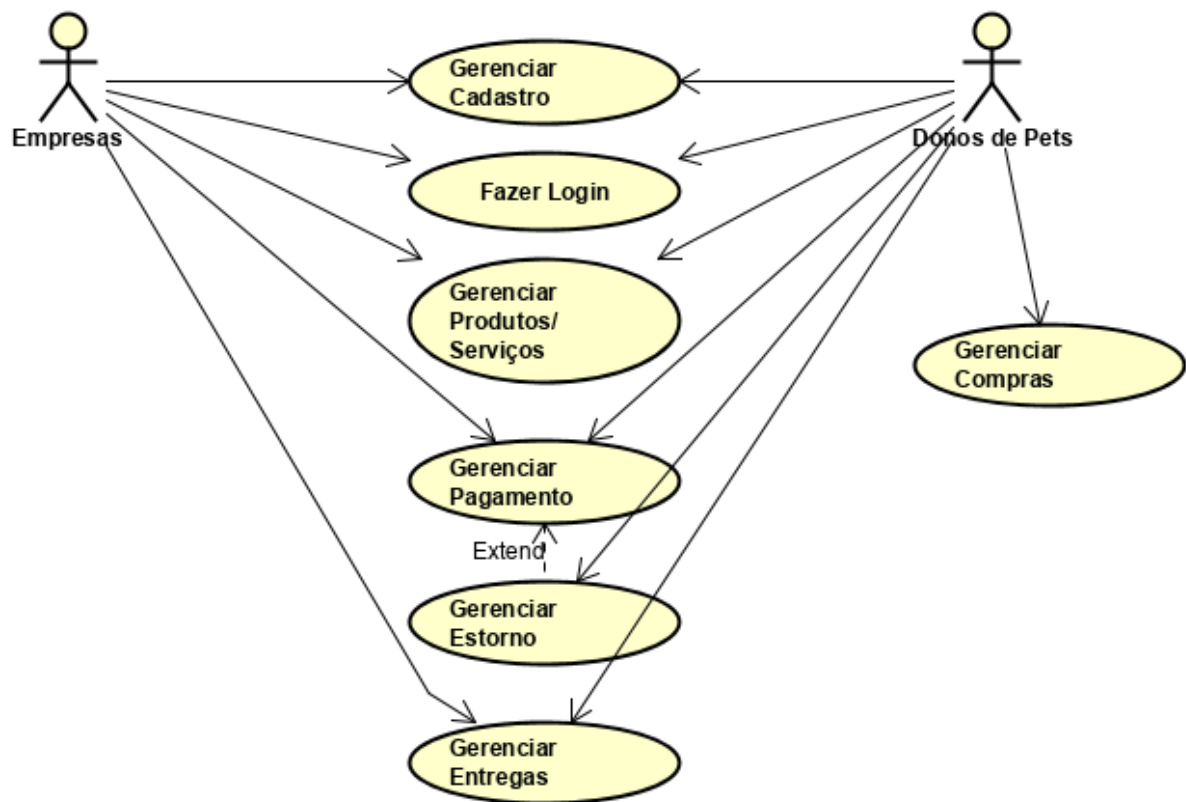 Gerenciar
Cadastro
Empresas
Donos de Pets
Fazer Login
Gerenciar
Produtos/
Serviços
Gerenciar
Compras
Gerenciar
Pagamento
Extend
Gerenciar
Estorno
Gerenciar
Entregas